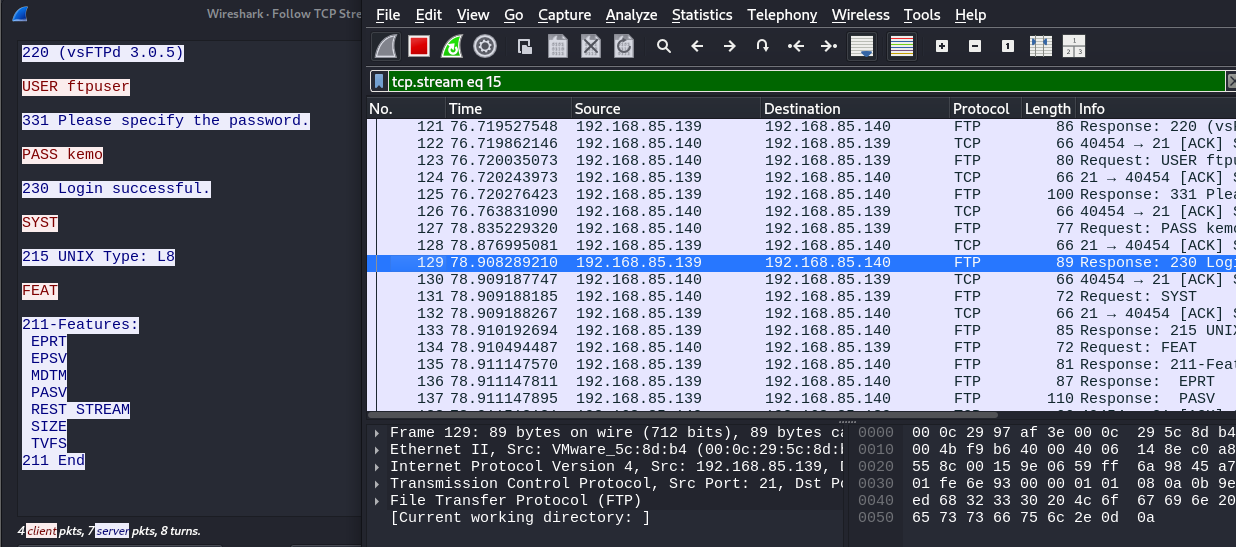 Wireshark · Follow TCP Stre
220 (vsFTPd 3.0.5)
USER ftpuser
331 Please specify the password.
PASS kemo
230 Login successful.
SYST
215 UNIX Type: L8
FEAT
211-Features:
EPRT
EPSV
MDTM
PASV
REST STREAM
SIZE
TVFS
211 End
4 client pkts, 7 server pkts, 8 turns.
File Edit View Go Capture Analyze Statistics Telephony Wireless Tools Help
tcp.stream eq 15
No. Time Source Destination Protocol Length Info
121 76.719527548 192.168.85.139 192.168.85.140 FTP 86 Response: 220 (vsF
122 76.719862146 192.168.85.140 192.168.85.139 TCP 66 40454 → 21 [ACK] S
123 76.720035073 192.168.85.140 192.168.85.139 FTP 80 Request: USER ftpu
124 76.720243973 192.168.85.139 192.168.85.140 TCP 66 21 → 40454 [ACK] S
125 76.720276423 192.168.85.139 192.168.85.140 FTP 100 Response: 331 Plea
126 76.763831090 192.168.85.140 192.168.85.139 TCP 66 40454 → 21 [ACK] S
127 78.835229320 192.168.85.140 192.168.85.139 FTP 77 Request: PASS kemo
128 78.876995081 192.168.85.139 192.168.85.140 TCP 66 21 → 40454 [ACK] S
129 78.908289210 192.168.85.139 192.168.85.140 FTP 89 Response: 230 Logi
130 78.909187747 192.168.85.140 192.168.85.139 TCP 66 40454 → 21 [ACK] S
131 78.909188185 192.168.85.140 192.168.85.139 FTP 72 Request: SYST
132 78.909188267 192.168.85.139 192.168.85.140 TCP 66 21 → 40454 [ACK] S
133 78.910192694 192.168.85.139 192.168.85.140 FTP 85 Response: 215 UNIX
134 78.910494487 192.168.85.140 192.168.85.139 FTP 72 Request: FEAT
135 78.911147570 192.168.85.139 192.168.85.140 FTP 81 Response: 211-Feat
136 78.911147811 192.168.85.139 192.168.85.140 FTP 87 Response: EPRT
137 78.911147895 192.168.85.139 192.168.85.140 FTP 110 Response: PASV
Frame 129: 89 bytes on wire (712 bits), 89 bytes ca
Ethernet II, Src: VMware_5c:8d:b4 (00:0c:29:5c:8d:b
Internet Protocol Version 4, Src: 192.168.85.139, D
Transmission Control Protocol, Src Port: 21, Dst Po
File Transfer Protocol (FTP)
[Current working directory: ]
0000 00 0c 29 97 af 3e 00 0c 29 5c 8d b4
0010 00 4b f9 b6 40 00 40 06 14 8e c0 a8
0020 55 8c 00 15 9e 06 59 ff 6a 98 45 a7
0030 01 fe 6e 93 00 00 01 01 08 0a 0b 9e
0040 ed 68 32 33 30 20 4c 6f 67 69 6e 20
0050 65 73 73 66 75 6c 2e 0d 0a